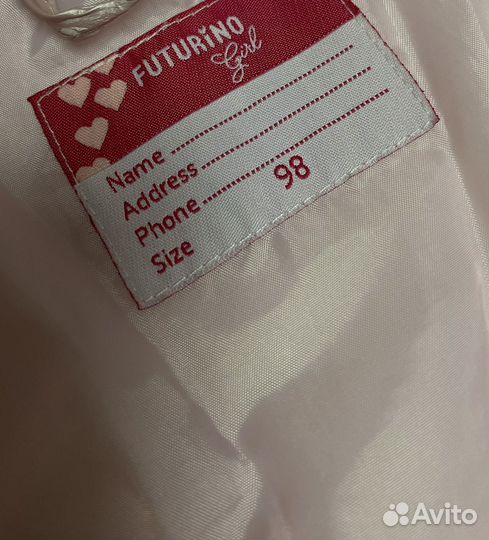 FUTURINO
Girl
Name
Address
Phone
Size 98
Avito